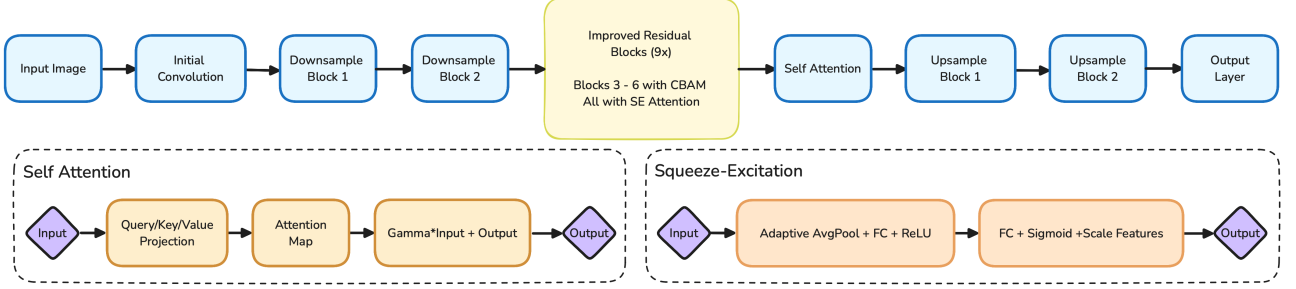 Input Image
Initial
Convolution
Downsample
Block 1
Downsample
Block 2
Improved Residual
Blocks (9x)
Blocks 3 - 6 with CBAM
All with SE Attention
Self Attention
Upsample
Block 1
Upsample
Block 2
Output
Layer
Self Attention
Input
Query/Key/Value
Projection
Attention
Map
Gamma*Input + Output
Output
Squeeze-Excitation
Input
Adaptive AvgPool + FC + ReLU
FC + Sigmoid +Scale Features
Output